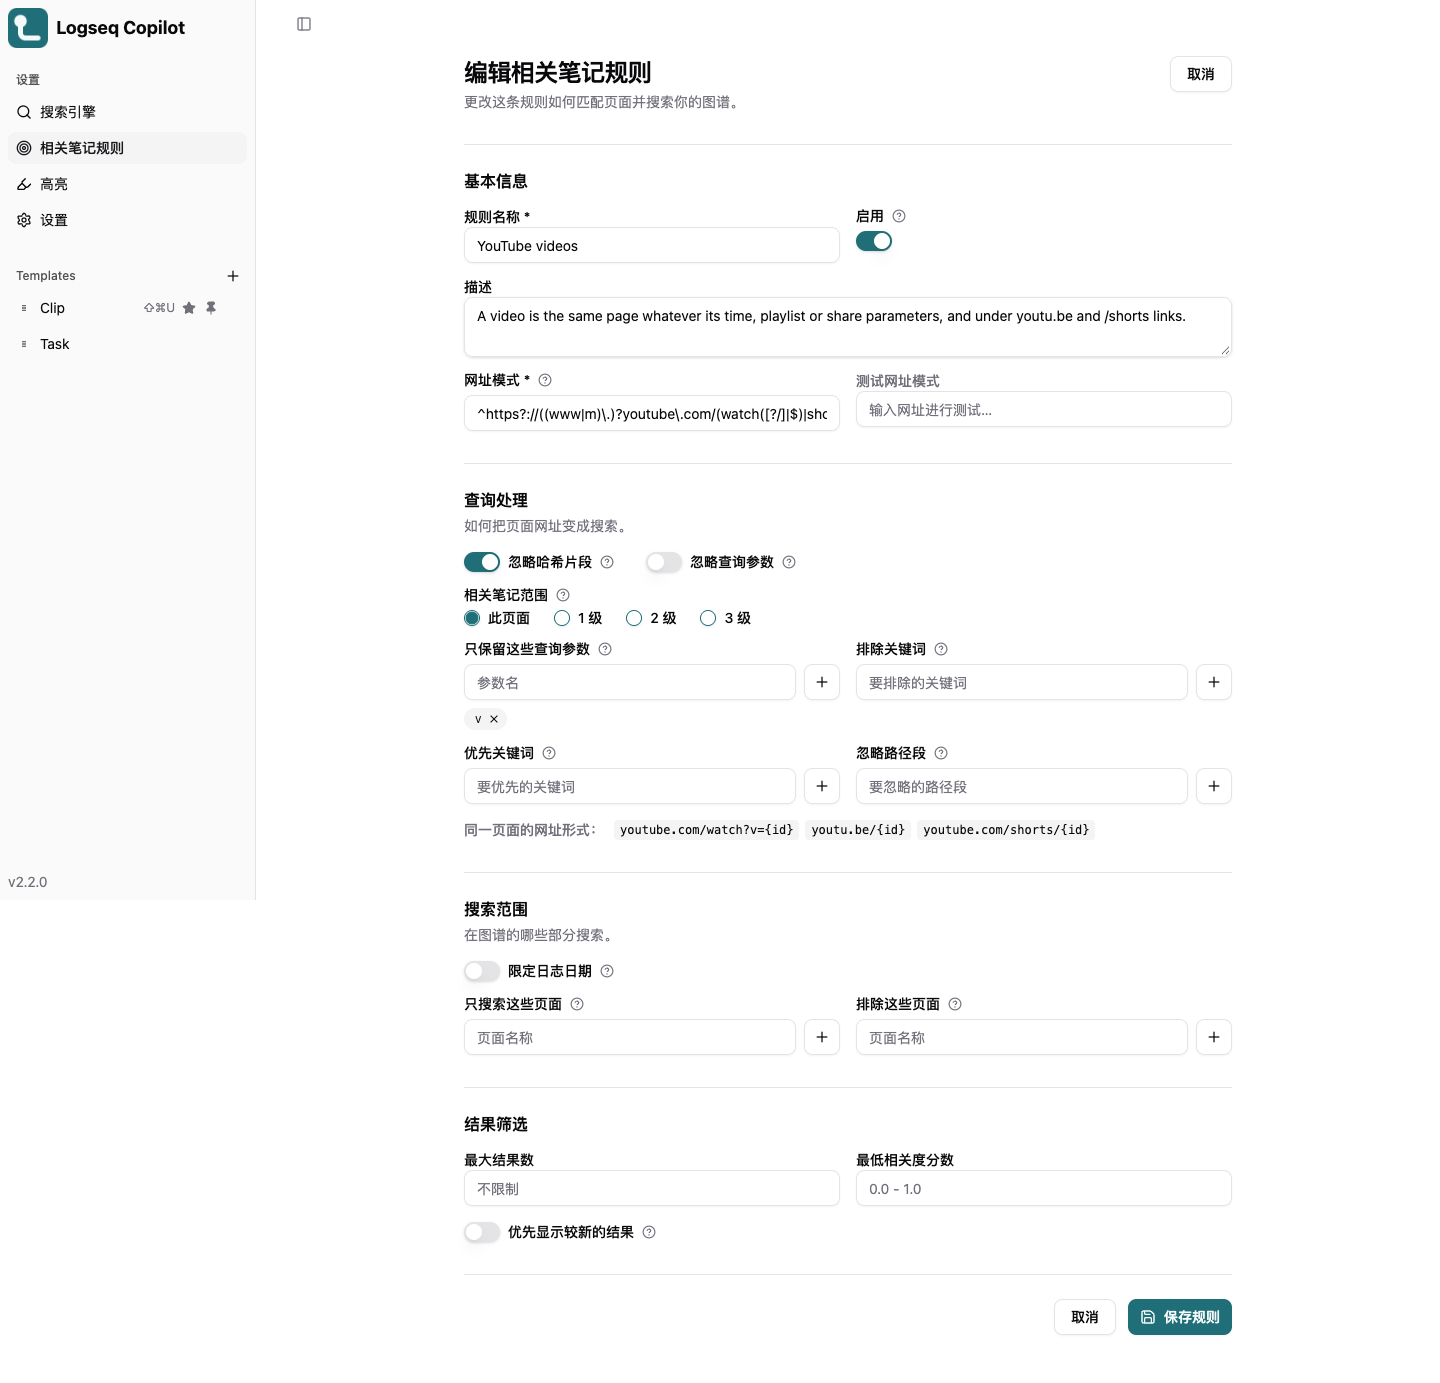 Logseq Copilot
设置
搜索引擎
相关笔记规则
高亮
设置
Templates
Clip ⇧⌘U
Task
v2.2.0
编辑相关笔记规则
取消
更改这条规则如何匹配页面并搜索你的图谱。
基本信息
规则名称 *
启用
YouTube videos
描述
A video is the same page whatever its time, playlist or share parameters, and under youtu.be and /shorts links.
网址模式 *
测试网址模式
^https?://((www|m)\.)?youtube\.com/(watch([?/]|$)|sho
输入网址进行测试...
查询处理
如何把页面网址变成搜索。
忽略哈希片段
忽略查询参数
相关笔记范围
此页面
1 级
2 级
3 级
只保留这些查询参数
排除关键词
参数名
要排除的关键词
v
优先关键词
忽略路径段
要优先的关键词
要忽略的路径段
同一页面的网址形式： youtube.com/watch?v={id} youtu.be/{id} youtube.com/shorts/{id}
搜索范围
在图谱的哪些部分搜索。
限定日志日期
只搜索这些页面
排除这些页面
页面名称
页面名称
结果筛选
最大结果数
最低相关度分数
不限制
0.0 - 1.0
优先显示较新的结果
取消
保存规则